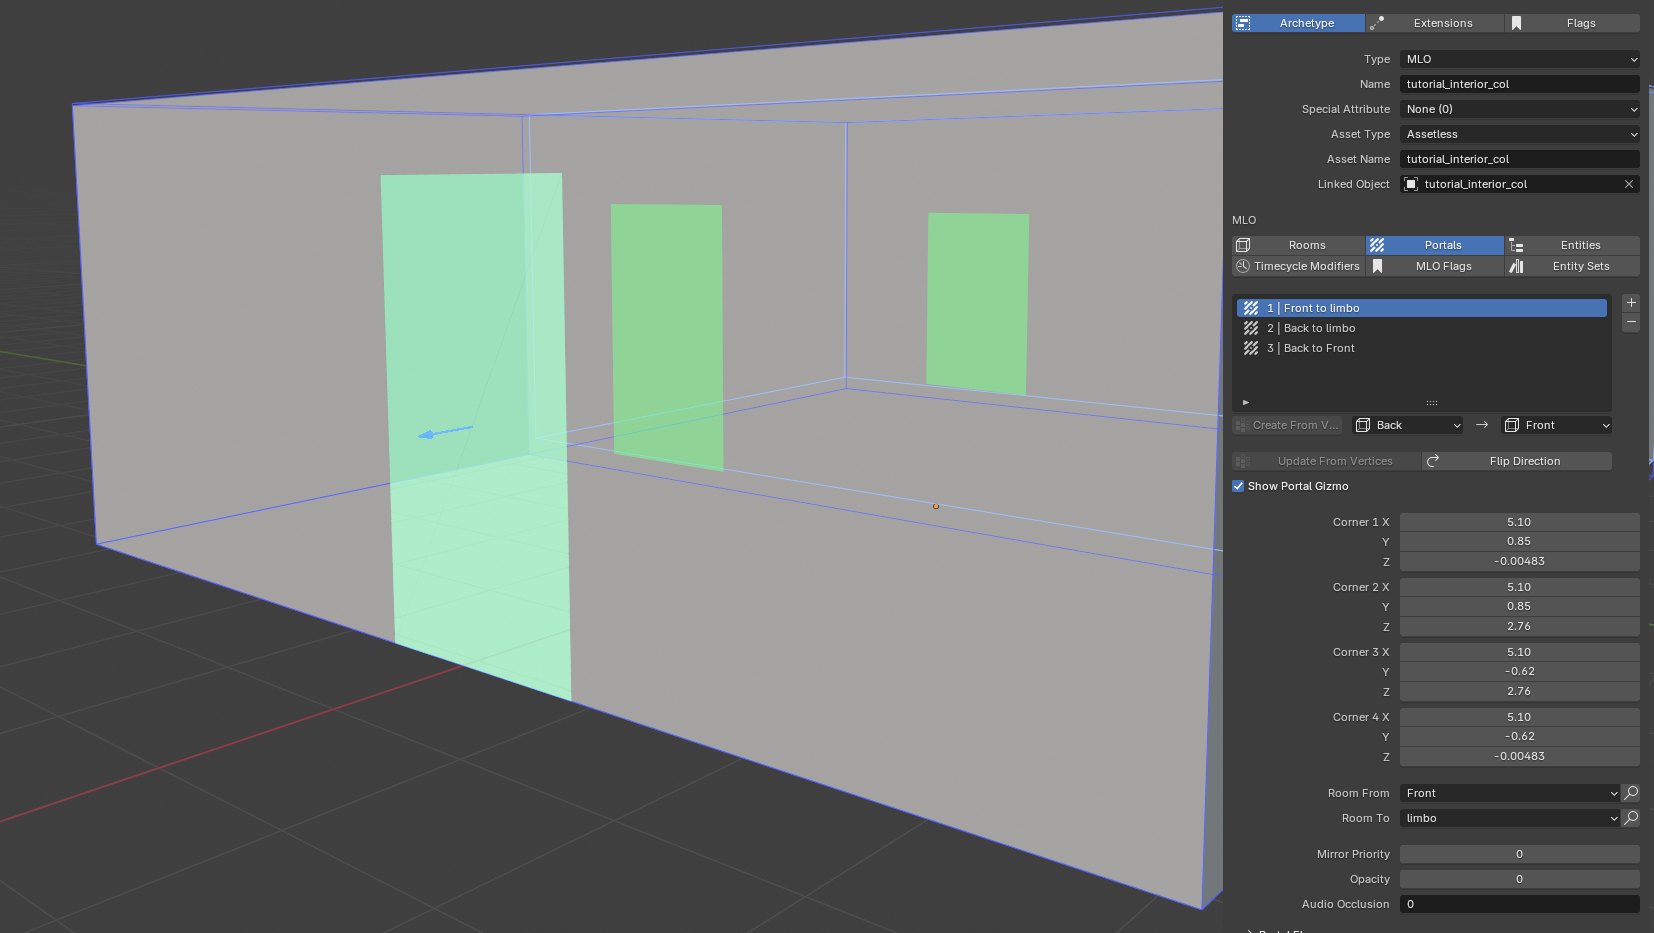 Archetype Extensions Flags
Type MLO
Name tutorial_interior_col
Special Attribute None (0)
Asset Type Assetless
Asset Name tutorial_interior_col
Linked Object tutorial_interior_col
MLO
Rooms Portals Entities
Timecycle Modifiers MLO Flags Entity Sets
1 | Front to limbo
2 | Back to limbo
3 | Back to Front
Create From V... Back → Front
Update From Vertices Flip Direction
Show Portal Gizmo
Corner 1 X 5.10
Y 0.85
Z -0.00483
Corner 2 X 5.10
Y 0.85
Z 2.76
Corner 3 X 5.10
Y -0.62
Z 2.76
Corner 4 X 5.10
Y -0.62
Z -0.00483
Room From Front
Room To limbo
Mirror Priority 0
Opacity 0
Audio Occlusion 0